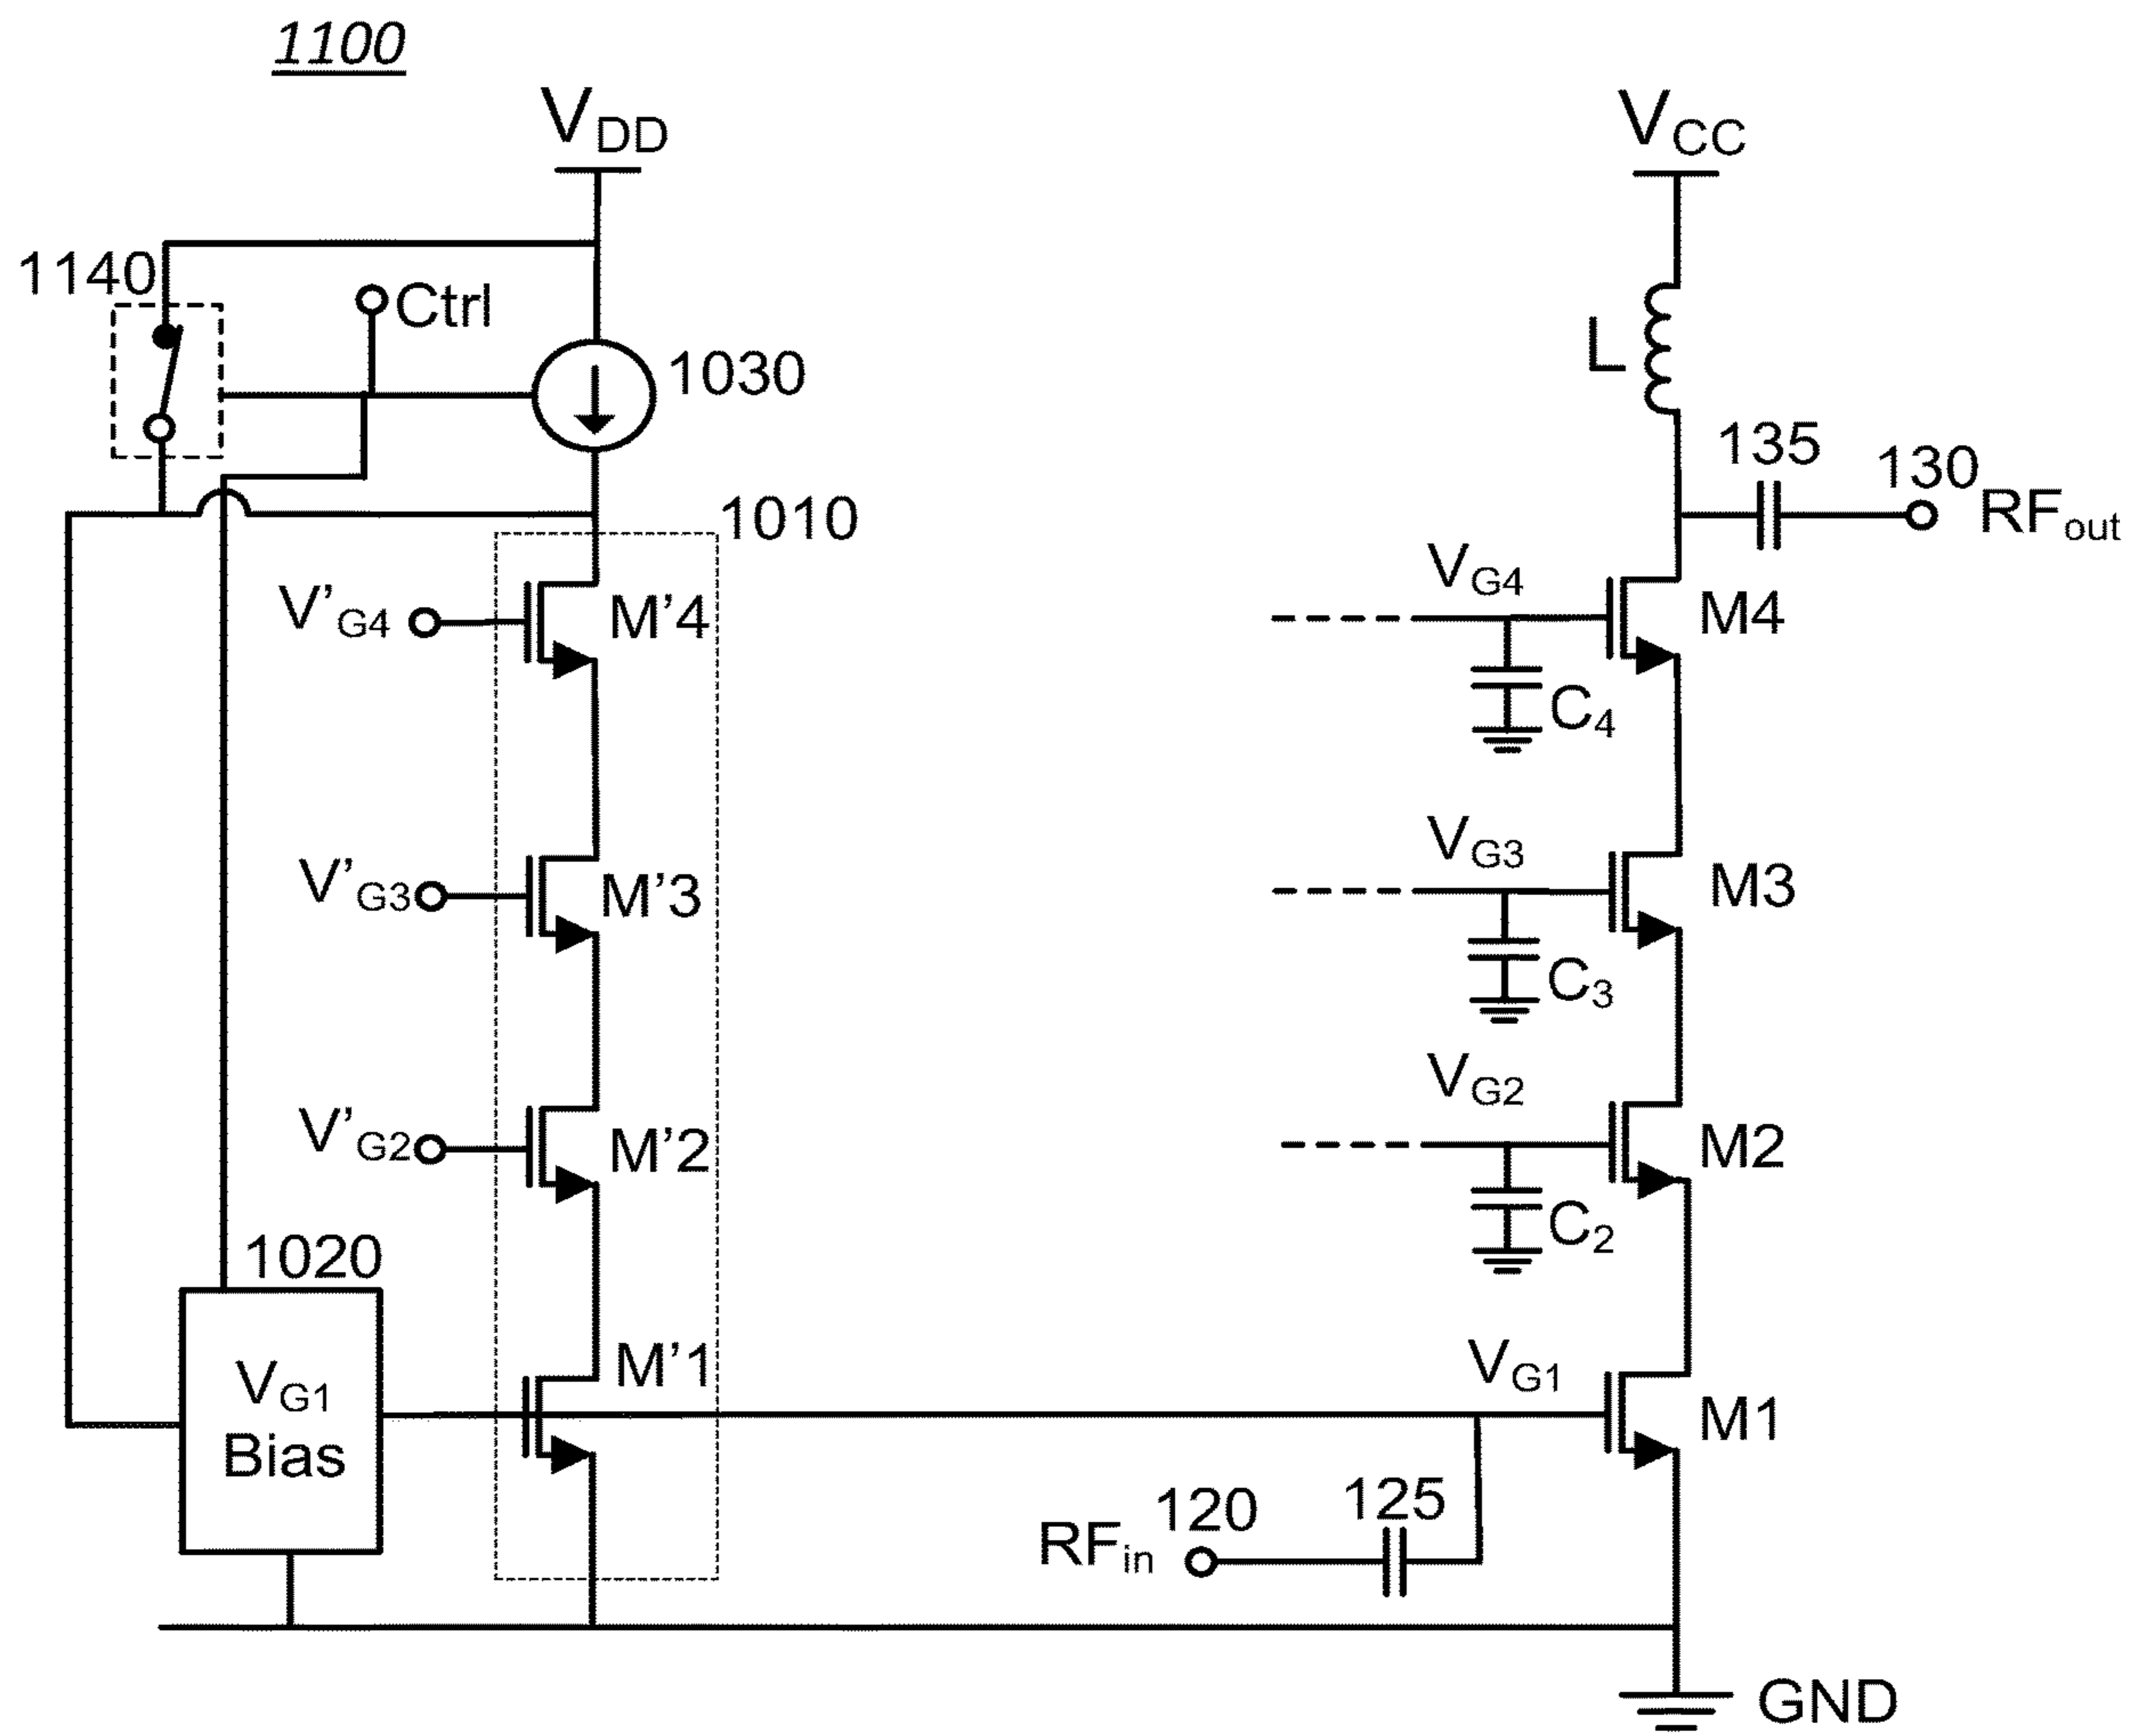 1100
VDD
VCC
1140
Ctrl
1030
L
135
130
RFout
1010
V'G4
M'4
VG4
M4
C4
V'G3
M'3
VG3
M3
C3
V'G2
M'2
VG2
M2
C2
1020
VG1
Bias
M'1
VG1
M1
RFin
120
125
GND